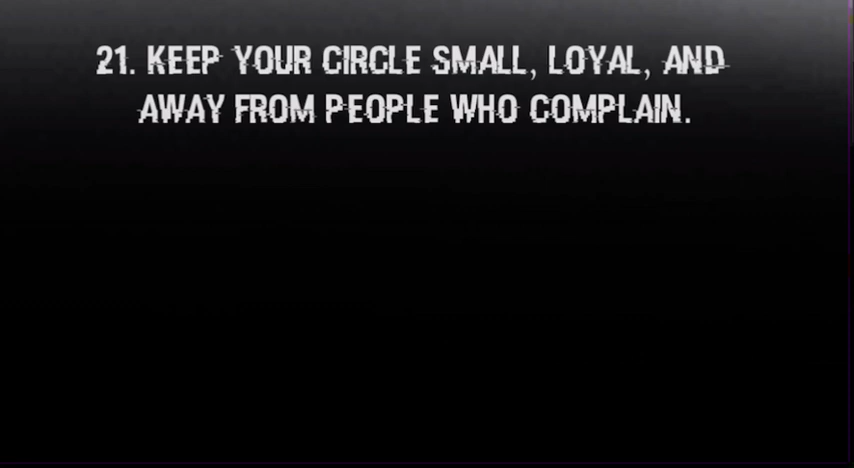 21. KEEP YOUR CIRCLE SMALL, LOYAL, AND
AWAY FROM PEOPLE WHO COMPLAIN.